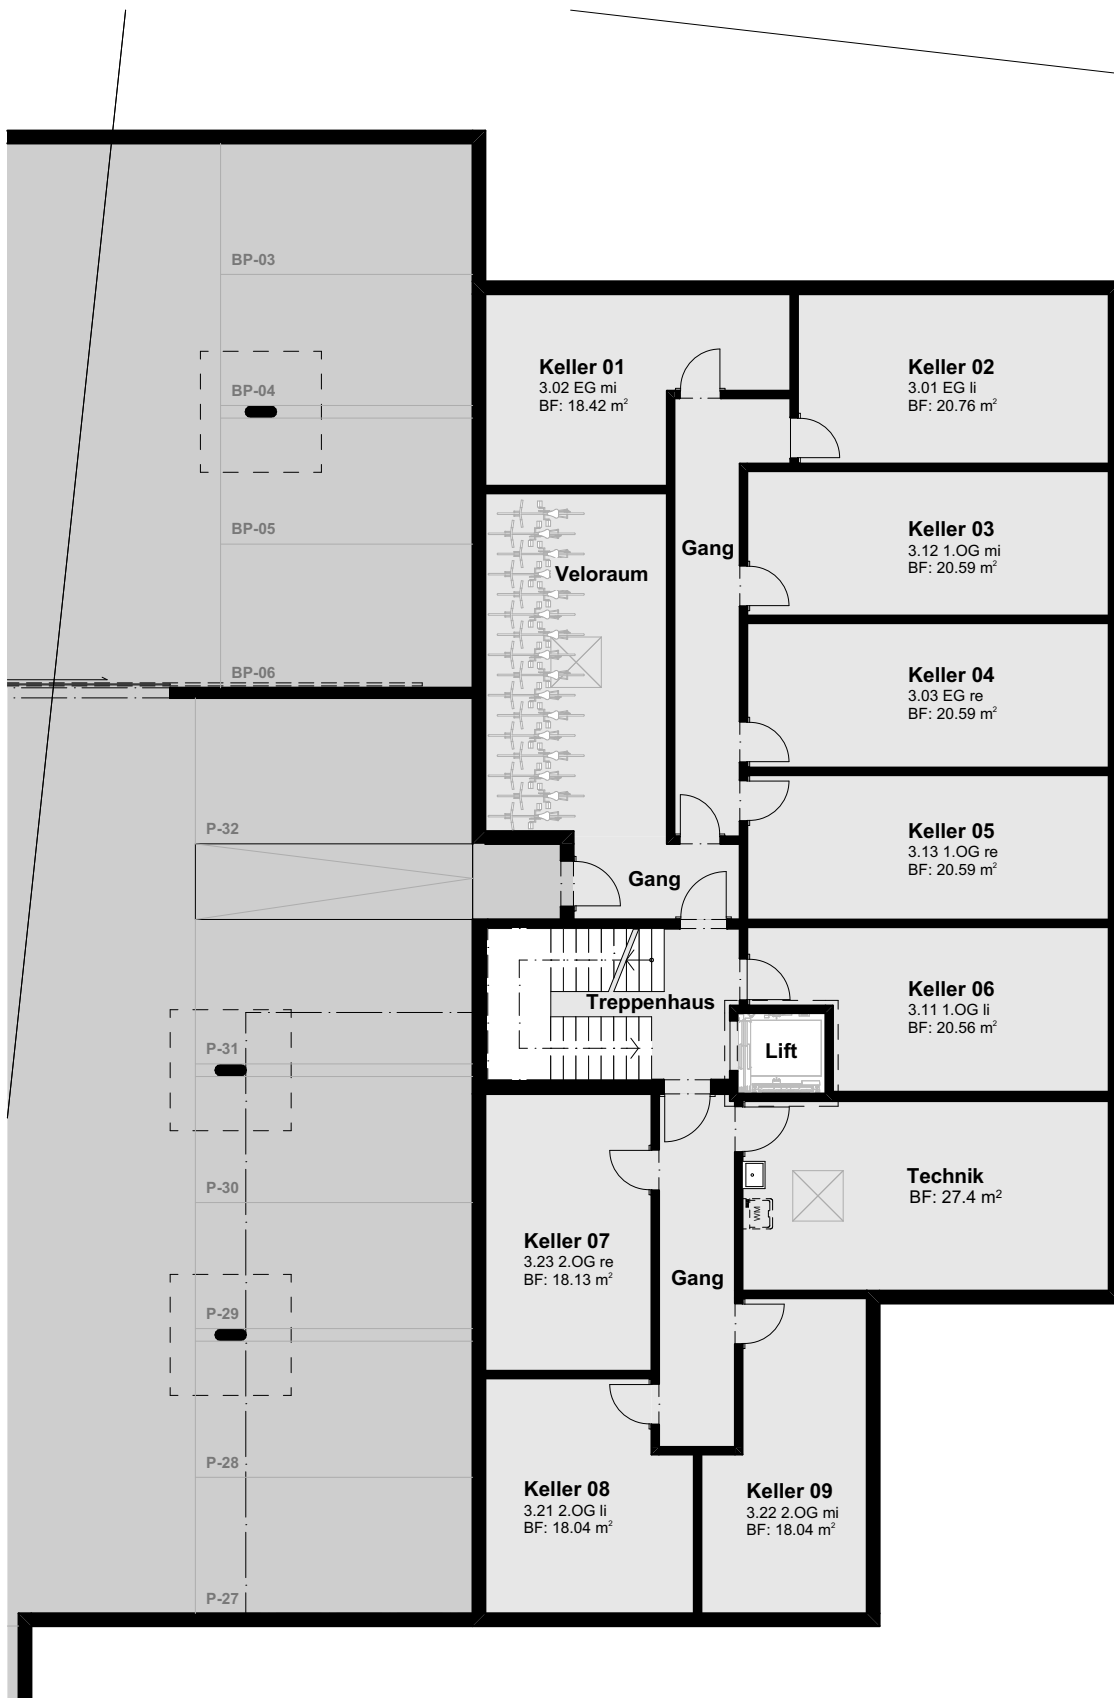 BP-03
BP-04
BP-05
BP-06
P-32
P-31
P-30
P-29
P-28
P-27
Keller 01
3.02 EG mi
BF: 18.42 m²
Keller 02
3.01 EG li
BF: 20.76 m²
Keller 03
3.12 1.OG mi
BF: 20.59 m²
Gang
Veloraum
Keller 04
3.03 EG re
BF: 20.59 m²
Keller 05
3.13 1.OG re
BF: 20.59 m²
Gang
Keller 06
3.11 1.OG li
BF: 20.56 m²
Treppenhaus
Lift
Technik
BF: 27.4 m²
WM
Keller 07
3.23 2.OG re
BF: 18.13 m²
Gang
Keller 08
3.21 2.OG li
BF: 18.04 m²
Keller 09
3.22 2.OG mi
BF: 18.04 m²